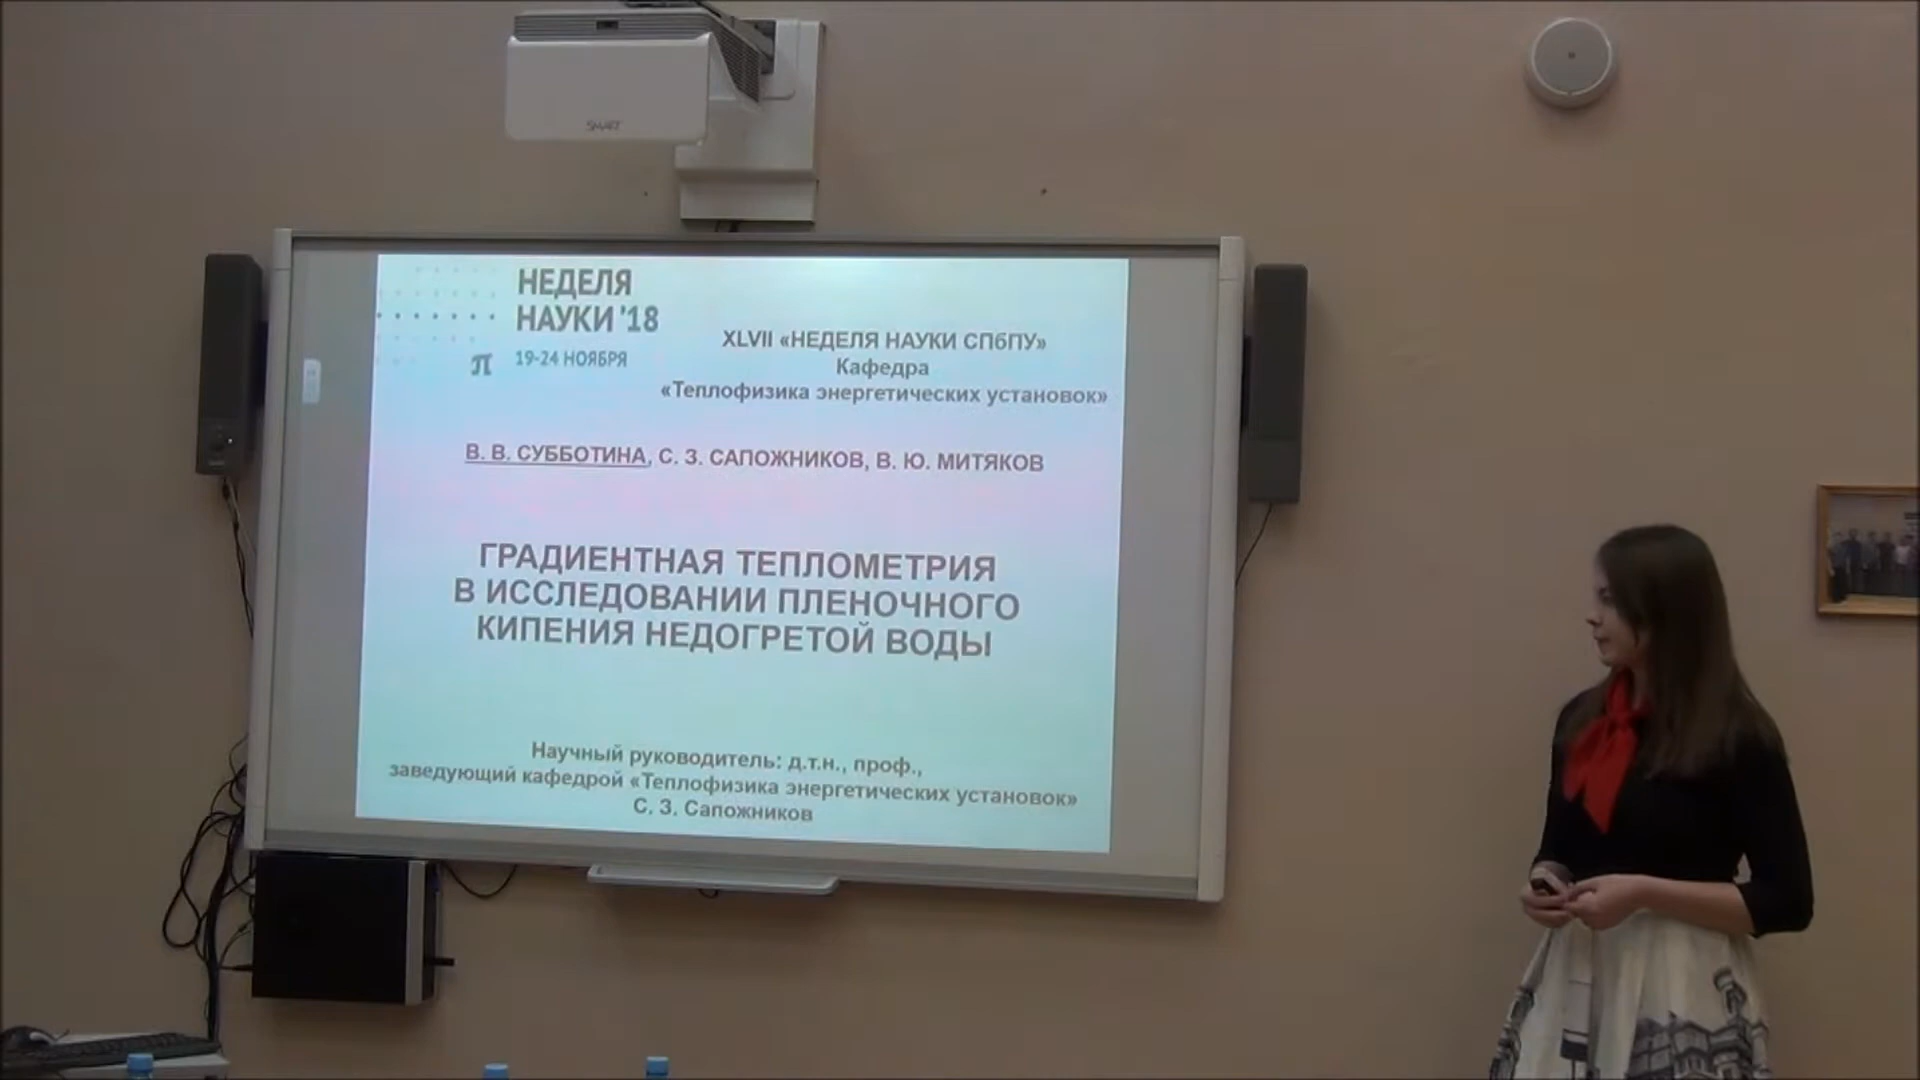 SMART
НЕДЕЛЯ
НАУКИ '18
π 19-24 НОЯБРЯ
XLVII «НЕДЕЛЯ НАУКИ СПбПУ»
Кафедра
«Теплофизика энергетических установок»
В. В. СУББОТИНА, С. З. САПОЖНИКОВ, В. Ю. МИТЯКОВ
ГРАДИЕНТНАЯ ТЕПЛОМЕТРИЯ
В ИССЛЕДОВАНИИ ПЛЕНОЧНОГО
КИПЕНИЯ НЕДОГРЕТОЙ ВОДЫ
Научный руководитель: д.т.н., проф.,
заведующий кафедрой «Теплофизика энергетических установок»
С. З. Сапожников